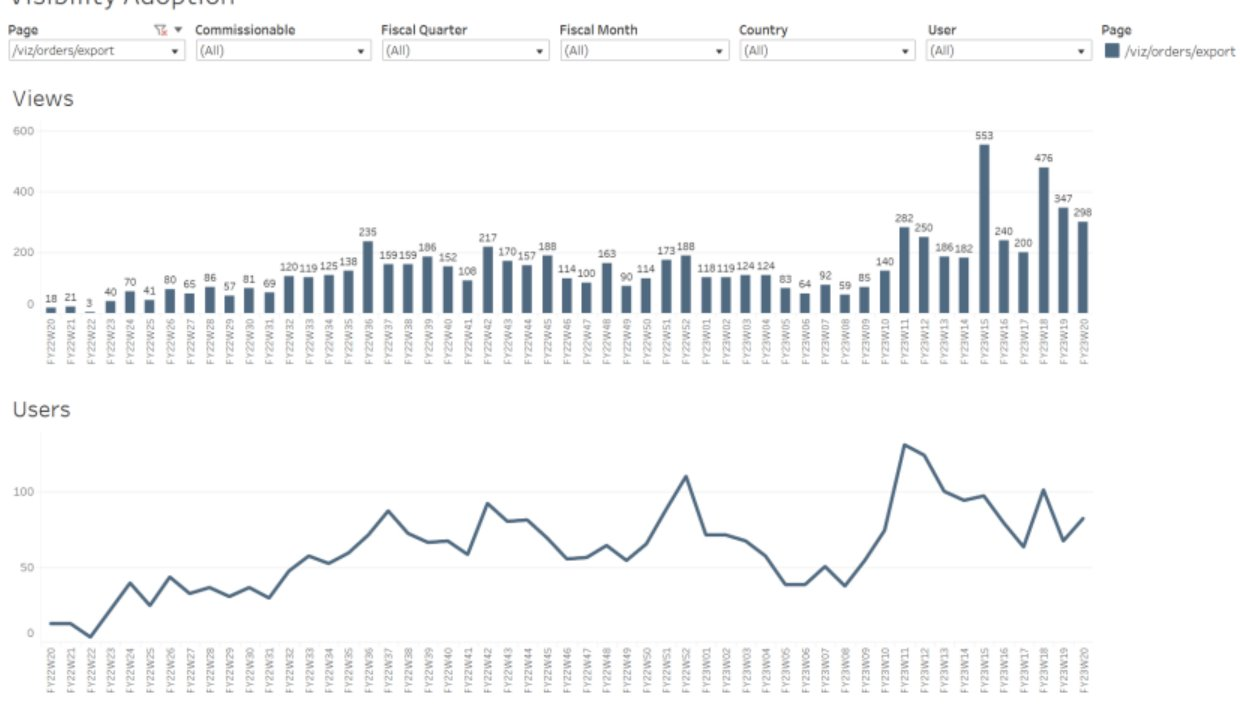 Visibility Adoption
Page Commissionable Fiscal Quarter Fiscal Month Country User Page
/viz/orders/export (All) (All) (All) (All) (All) /viz/orders/export
Views
600
553
476
400
347
298
282
250
235 240
217
200 159 159 186 152 170 157 188 163 173 188 186 182 200
120 119 125 138 108 114 100 90 114 118 119 124 124 140
70 80 65 86 57 81 69 83 64 92 59 85
0 18 21 3 40 41
FY22W20 FY22W21 FY22W22 FY22W23 FY22W24 FY22W25 FY22W26 FY22W27 FY22W28 FY22W29 FY22W30 FY22W31 FY22W32 FY22W33 FY22W34 FY22W35 FY22W36 FY22W37 FY22W38 FY22W39 FY22W40 FY22W41 FY22W42 FY22W43 FY22W44 FY22W45 FY22W46 FY22W47 FY22W48 FY22W49 FY22W50 FY22W51 FY22W52 FY23W01 FY23W02 FY23W03 FY23W04 FY23W05 FY23W06 FY23W07 FY23W08 FY23W09 FY23W10 FY23W11 FY23W12 FY23W13 FY23W14 FY23W15 FY23W16 FY23W17 FY23W18 FY23W19 FY23W20
Users
100
50
0
FY22W20 FY22W21 FY22W22 FY22W23 FY22W24 FY22W25 FY22W26 FY22W27 FY22W28 FY22W29 FY22W30 FY22W31 FY22W32 FY22W33 FY22W34 FY22W35 FY22W36 FY22W37 FY22W38 FY22W39 FY22W40 FY22W41 FY22W42 FY22W43 FY22W44 FY22W45 FY22W46 FY22W47 FY22W48 FY22W49 FY22W50 FY22W51 FY22W52 FY23W01 FY23W02 FY23W03 FY23W04 FY23W05 FY23W06 FY23W07 FY23W08 FY23W09 FY23W10 FY23W11 FY23W12 FY23W13 FY23W14 FY23W15 FY23W16 FY23W17 FY23W18 FY23W19 FY23W20